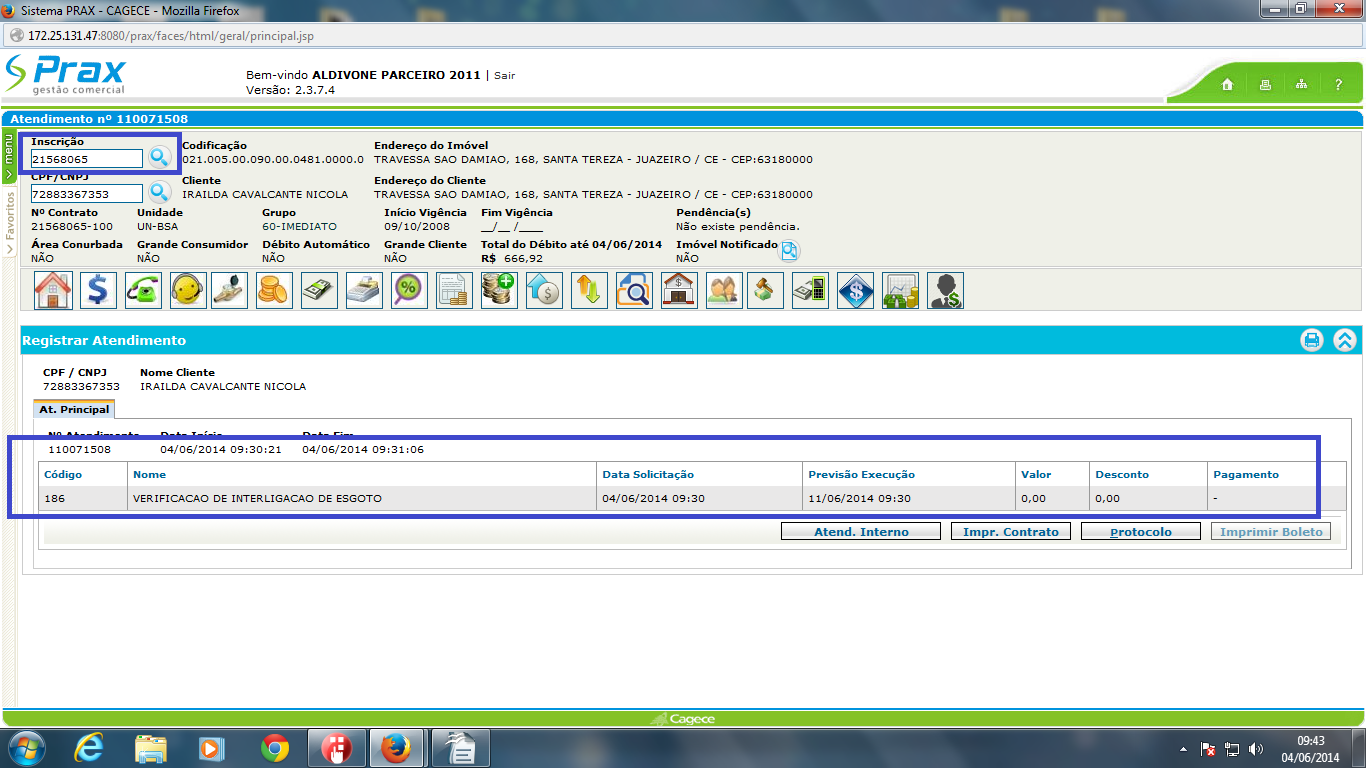 Sistema PRAX - CAGECE - Mozilla Firefox
172.25.131.47:8080/prax/faces/html/geral/principal.jsp
Prax
gestão comercial
Bem-vindo ALDIVONE PARCEIRO 2011 | Sair
Versão: 2.3.7.4
?
Atendimento nº 110071508
menu
Favoritos
Inscrição
21568065
Codificação
021.005.00.090.00.0481.0000.0
Endereço do Imóvel
TRAVESSA SAO DAMIAO, 168, SANTA TEREZA - JUAZEIRO / CE - CEP:63180000
CPF/CNPJ
72883367353
Cliente
IRAILDA CAVALCANTE NICOLA
Endereço do Cliente
TRAVESSA SAO DAMIAO, 168, SANTA TEREZA - JUAZEIRO / CE - CEP:63180000
Nº Contrato Unidade Grupo Início Vigência Fim Vigência Pendência(s)
21568065-100 UN-BSA 60-IMEDIATO 09/10/2008 __/__ /____ Não existe pendência.
Área Conurbada Grande Consumidor Débito Automático Grande Cliente Total do Débito até 04/06/2014 Imóvel Notificado
NÃO NÃO NÃO NÃO R$ 666,92 NÃO
Registrar Atendimento
CPF / CNPJ Nome Cliente
72883367353 IRAILDA CAVALCANTE NICOLA
At. Principal
Nº Atendimento Data Início Data Fim
110071508 04/06/2014 09:30:21 04/06/2014 09:31:06
Código Nome Data Solicitação Previsão Execução Valor Desconto Pagamento
186 VERIFICACAO DE INTERLIGACAO DE ESGOTO 04/06/2014 09:30 11/06/2014 09:30 0,00 0,00 -
Atend. Interno Impr. Contrato Protocolo Imprimir Boleto
Cagece
09:43
04/06/2014